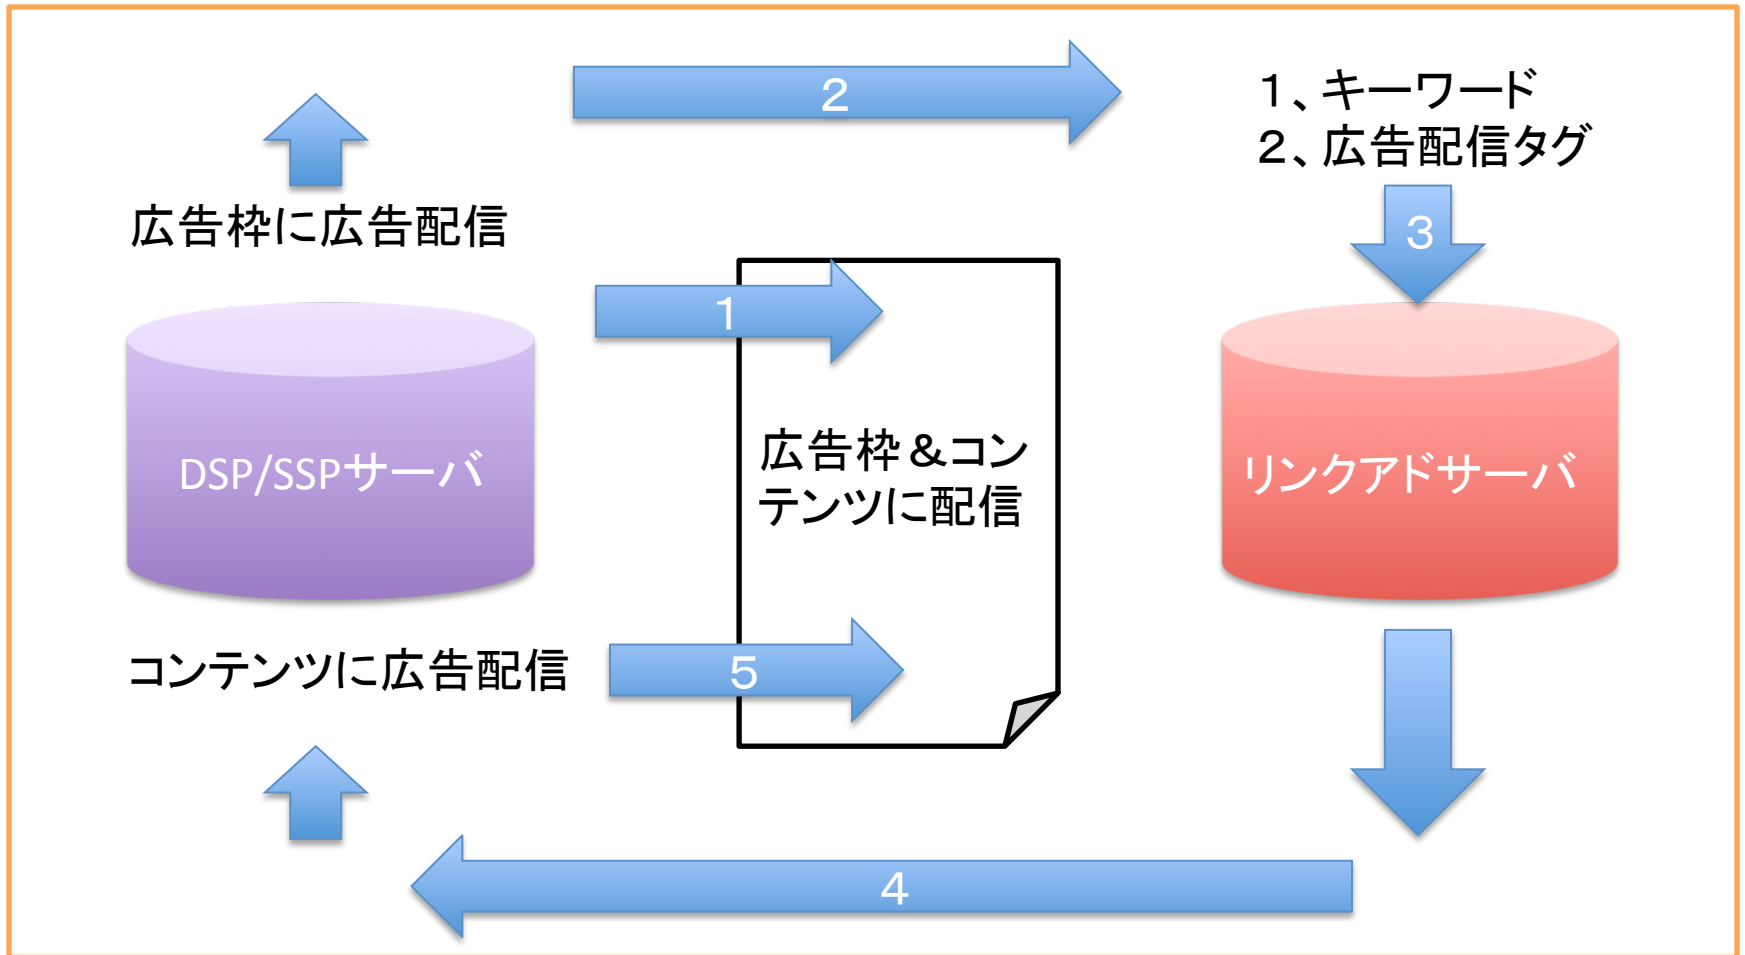 2
1、キーワード
2、広告配信タグ
3
広告枠に広告配信
1
広告枠&コン
テンツに配信
DSP/SSPサーバ
リンクアドサーバ
コンテンツに広告配信
5
4